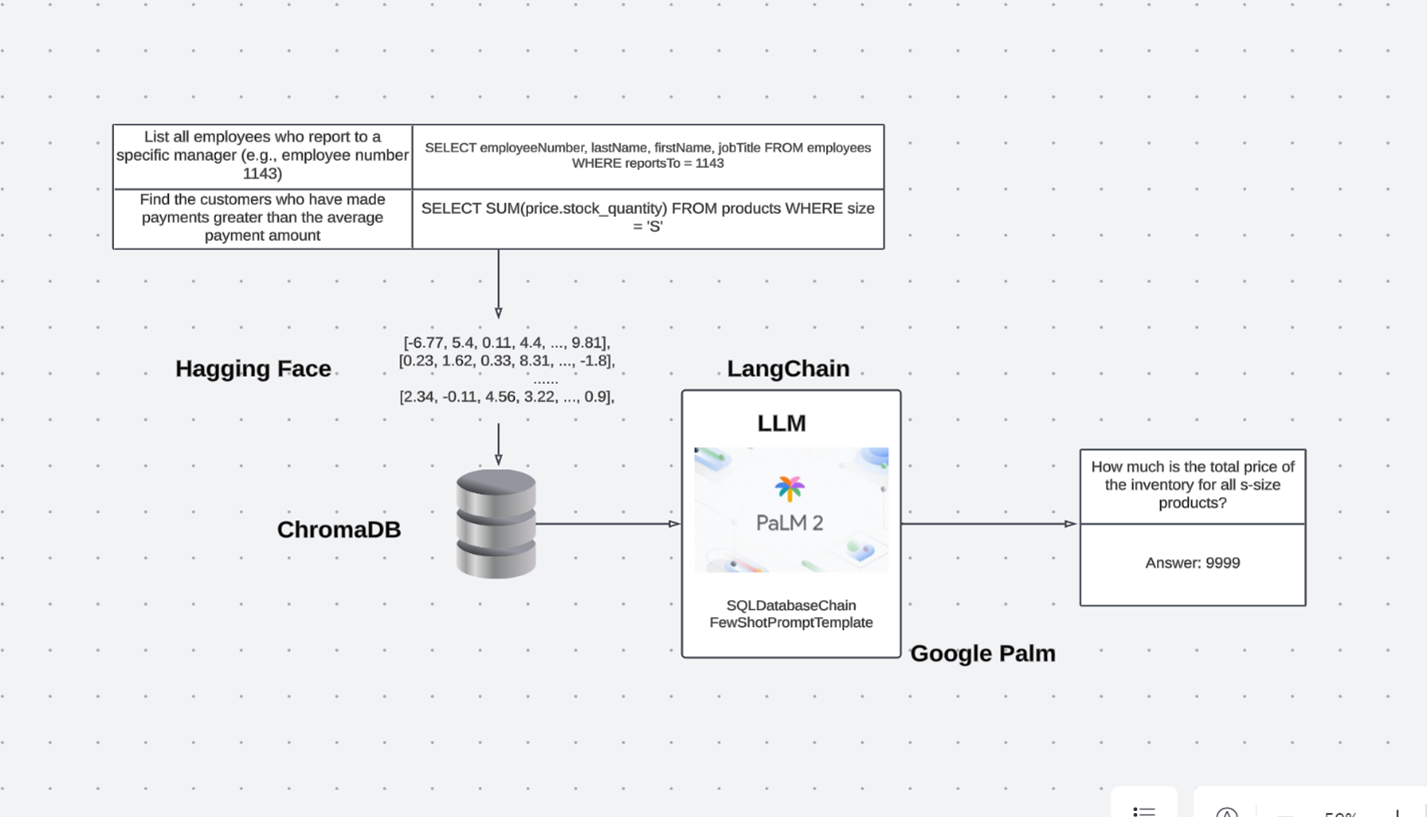 List all employees who report to a
specific manager (e.g., employee number
1143)
SELECT employeeNumber, lastName, firstName, jobTitle FROM employees
WHERE reportsTo = 1143
Find the customers who have made
payments greater than the average
payment amount
SELECT SUM(price.stock_quantity) FROM products WHERE size
= 'S'
[-6.77, 5.4, 0.11, 4.4, ..., 9.81],
[0.23, 1.62, 0.33, 8.31, ..., -1.8],
......
[2.34, -0.11, 4.56, 3.22, ..., 0.9],
Hagging Face
ChromaDB
LangChain
LLM
PaLM 2
SQLDatabaseChain
FewShotPromptTemplate
Google Palm
How much is the total price of
the inventory for all s-size
products?
Answer: 9999